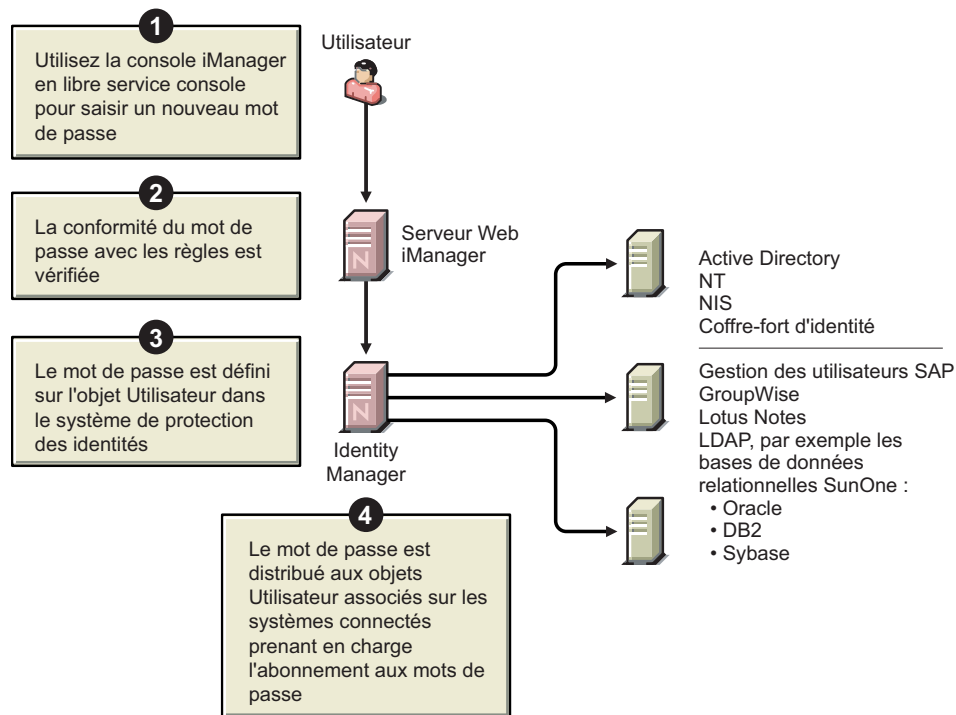 1
Utilisez la console iManager
en libre service console
pour saisir un nouveau mot
de passe
Utilisateur
2
La conformité du mot de
passe avec les règles est
vérifiée
Serveur Web
iManager
N
3
Le mot de passe est défini
sur l'objet Utilisateur dans
le système de protection
des identités
N
Identity
Manager
4
Le mot de passe est
distribué aux objets
Utilisateur associés sur les
systèmes connectés
prenant en charge
l'abonnement aux mots de
passe
Active Directory
NT
NIS
Coffre-fort d'identité
Gestion des utilisateurs SAP
GroupWise
Lotus Notes
LDAP, par exemple les
bases de données
relationnelles SunOne :
• Oracle
• DB2
• Sybase